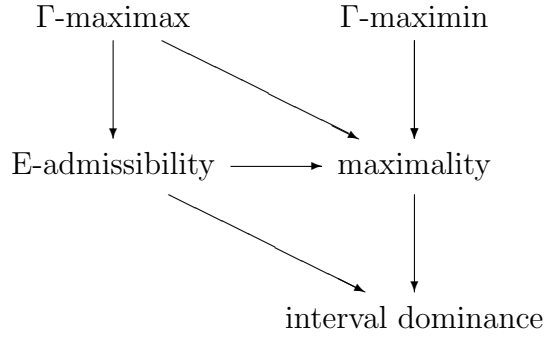 Γ-maximax Γ-maximin
E-admissibility maximality
interval dominance